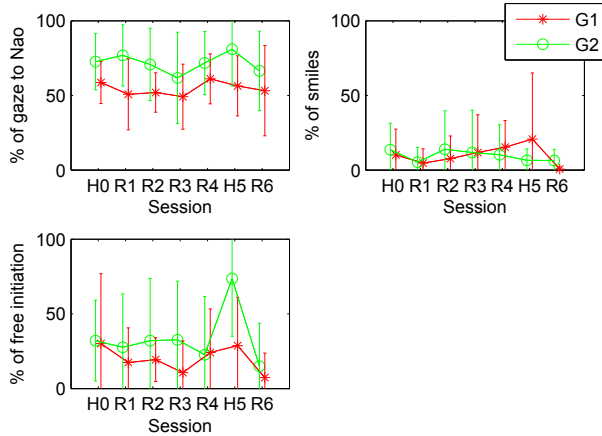 G1
G2
% of gaze to Nao
100
50
0
H0 R1 R2 R3 R4 H5 R6
Session
% of smiles
100
50
0
H0 R1 R2 R3 R4 H5 R6
Session
% of free initiation
100
50
0
H0 R1 R2 R3 R4 H5 R6
Session